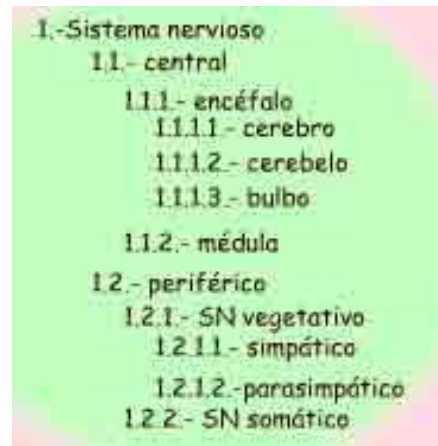 1.-Sistema nervioso
1.1.- central
1.1.1.- encéfalo
1.1.1.1.- cerebro
1.1.1.2.- cerebelo
1.1.1.3.- bulbo
1.1.2.- médula
1.2.- periférico
1.2.1.- SN vegetativo
1.2.1.1.- simpático
1.2.1.2.-parasimpático
1.2.2.- SN somático